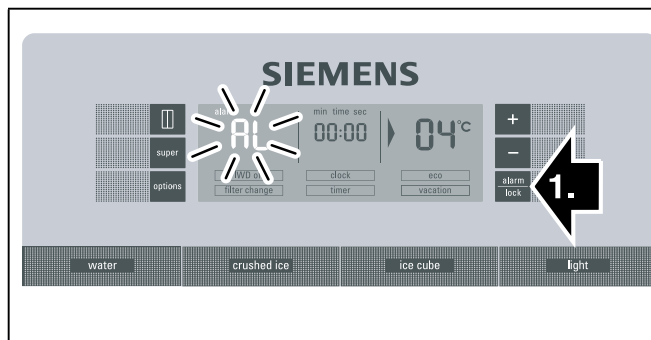 SIEMENS
alarm
AL
min time sec
00:00
04°C
super
options
+
−
alarm
lock
1.
clock
eco
filter change
timer
vacation
water
crushed ice
ice cube
light